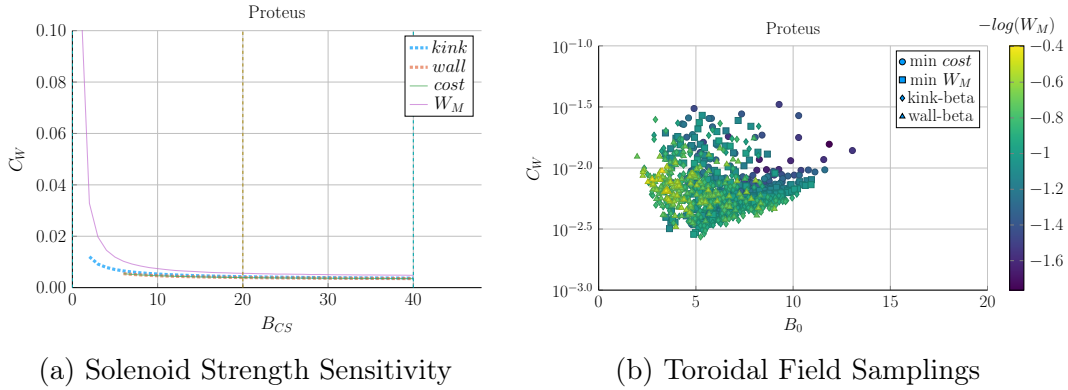 Proteus
0.10
0.08
0.06
0.04
0.02
0.00
C_W
0
10
20
30
40
B_{CS}
kink
wall
cost
W_M
(a) Solenoid Strength Sensitivity
Proteus
10^{-1.0}
10^{-1.5}
10^{-2.0}
10^{-2.5}
10^{-3.0}
C_W
0
5
10
15
20
B_0
min cost
min W_M
kink-beta
wall-beta
-log(W_M)
−0.4
−0.6
−0.8
−1
−1.2
−1.4
−1.6
(b) Toroidal Field Samplings